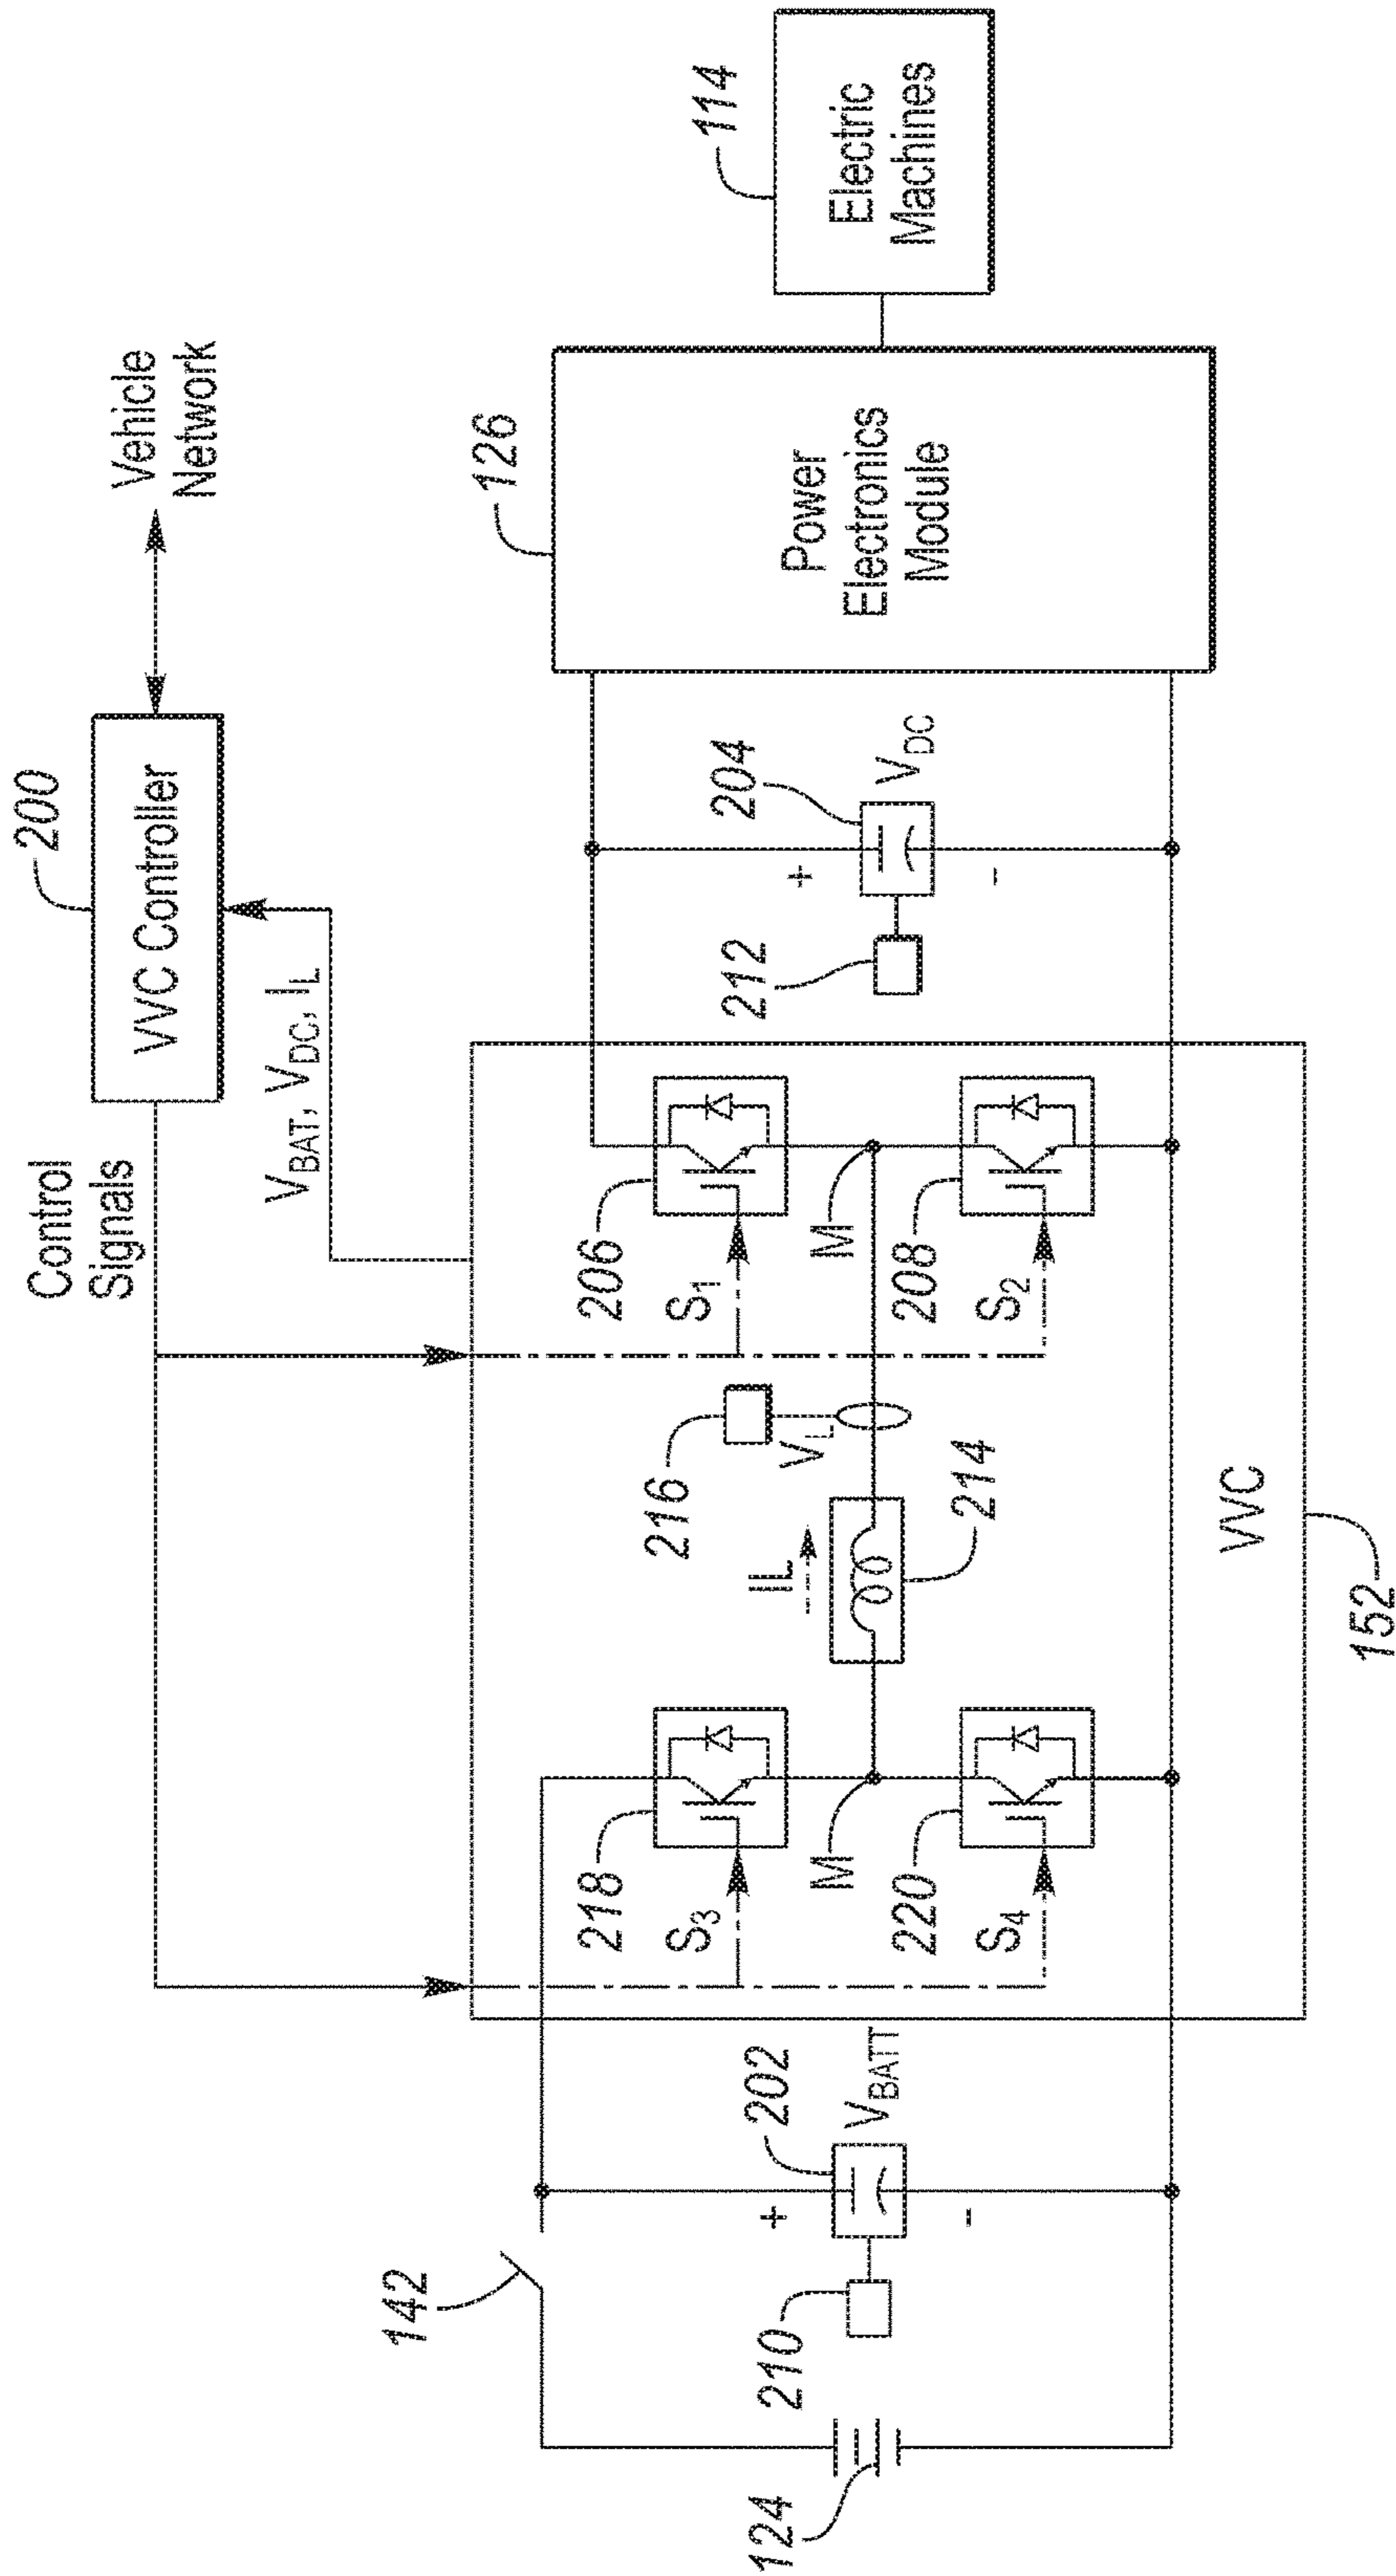 200
VVC Controller
Vehicle
Network
Control
Signals
V_BAT, V_DC, I_L
142
124
210
202
V_BATT
+
-
218
S3
M
220
S4
IL
214
216
V_L
206
S1
M
208
S2
VVC
152
212
204
V_DC
+
-
126
Power
Electronics
Module
114
Electric
Machines